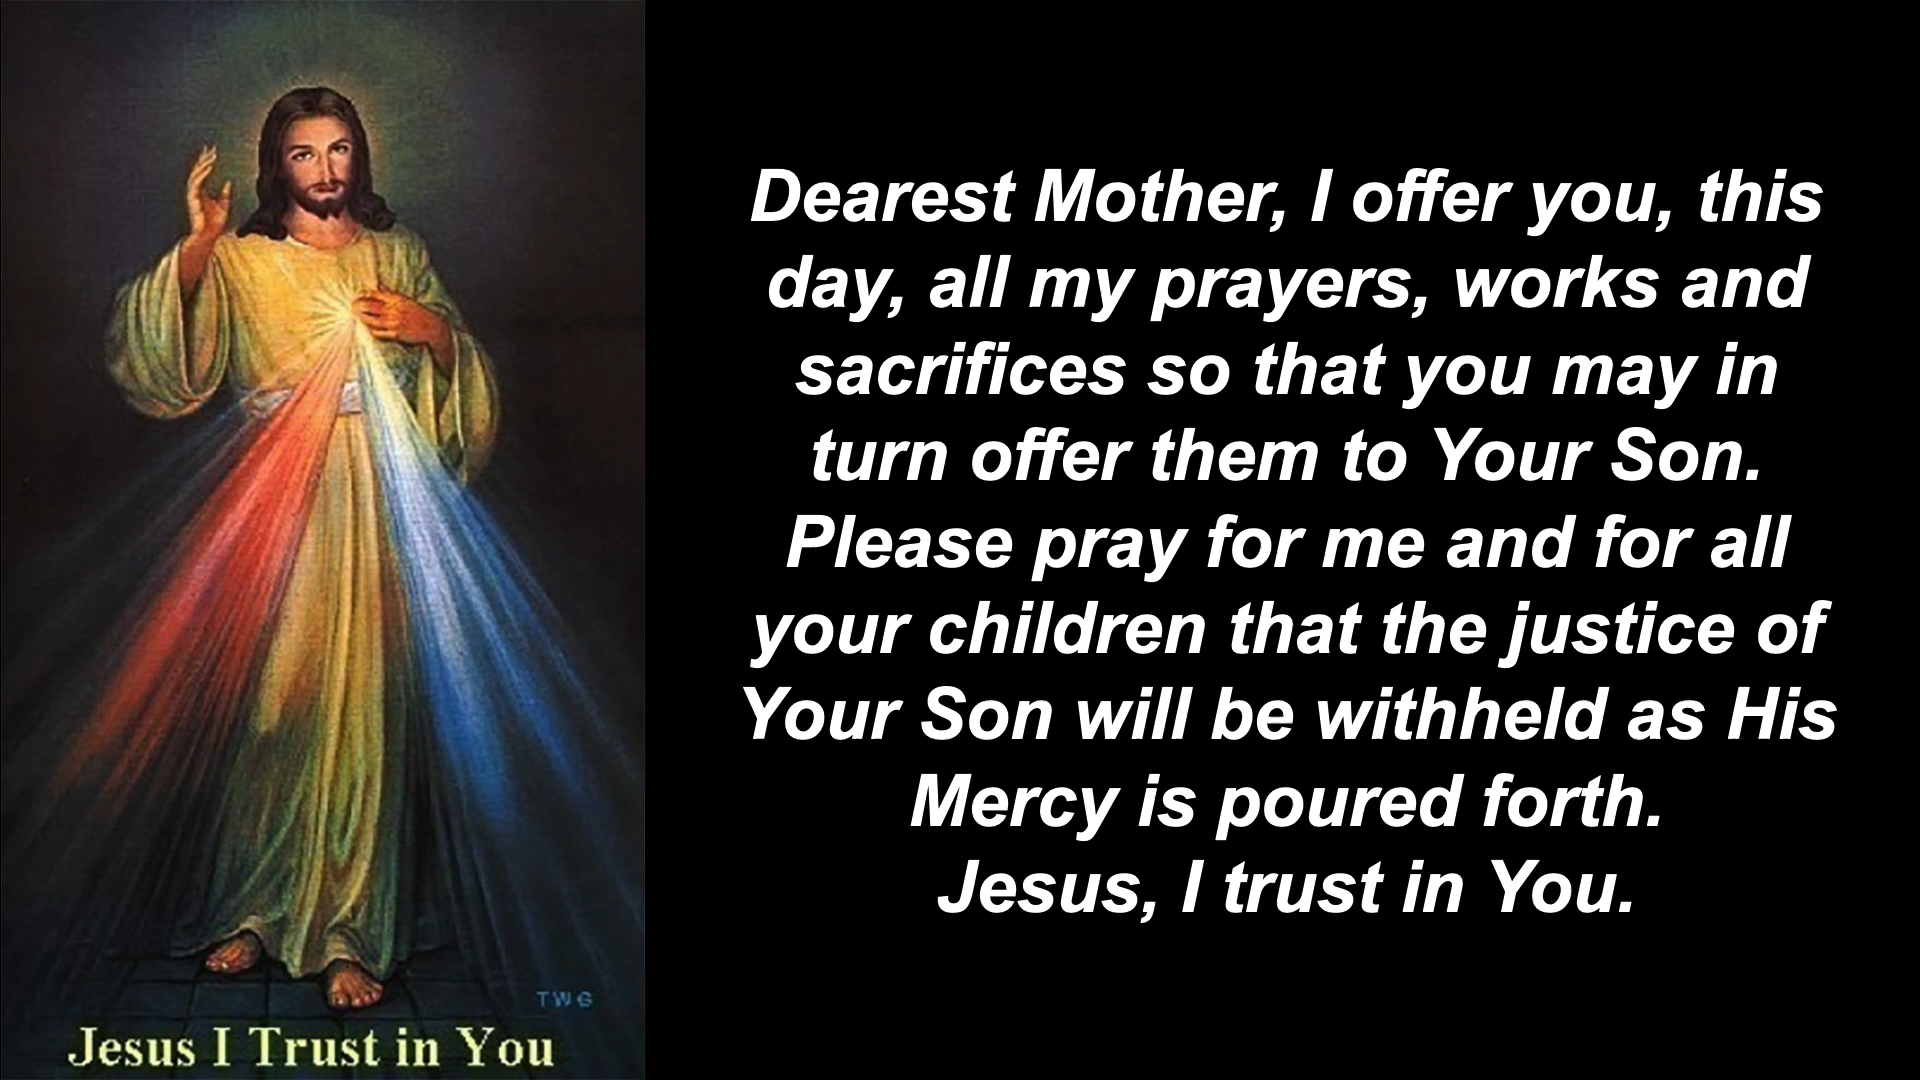 TWG
Jesus I Trust in You
Dearest Mother, I offer you, this
day, all my prayers, works and
sacrifices so that you may in
turn offer them to Your Son.
Please pray for me and for all
your children that the justice of
Your Son will be withheld as His
Mercy is poured forth.
Jesus, I trust in You.